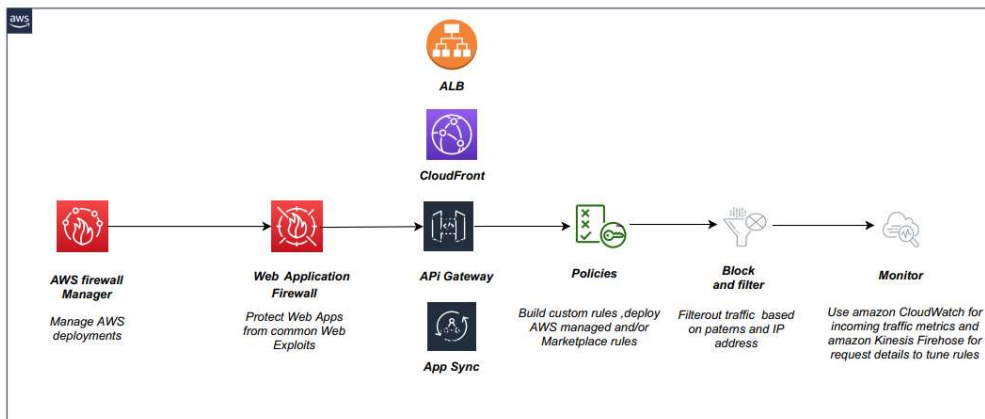 aws
ALB
CloudFront
AWS firewall
Manager
Manage AWS
deployments
Web Application
Firewall
Protect Web Apps
from common Web
Exploits
APi Gateway
App Sync
Policies
Build custom rules ,deploy
AWS managed and/or
Marketplace rules
Block
and filter
Filterout traffic based
on paterns and IP
address
Monitor
Use amazon CloudWatch for
incoming traffic metrics and
amazon Kinesis Firehose for
request details to tune rules